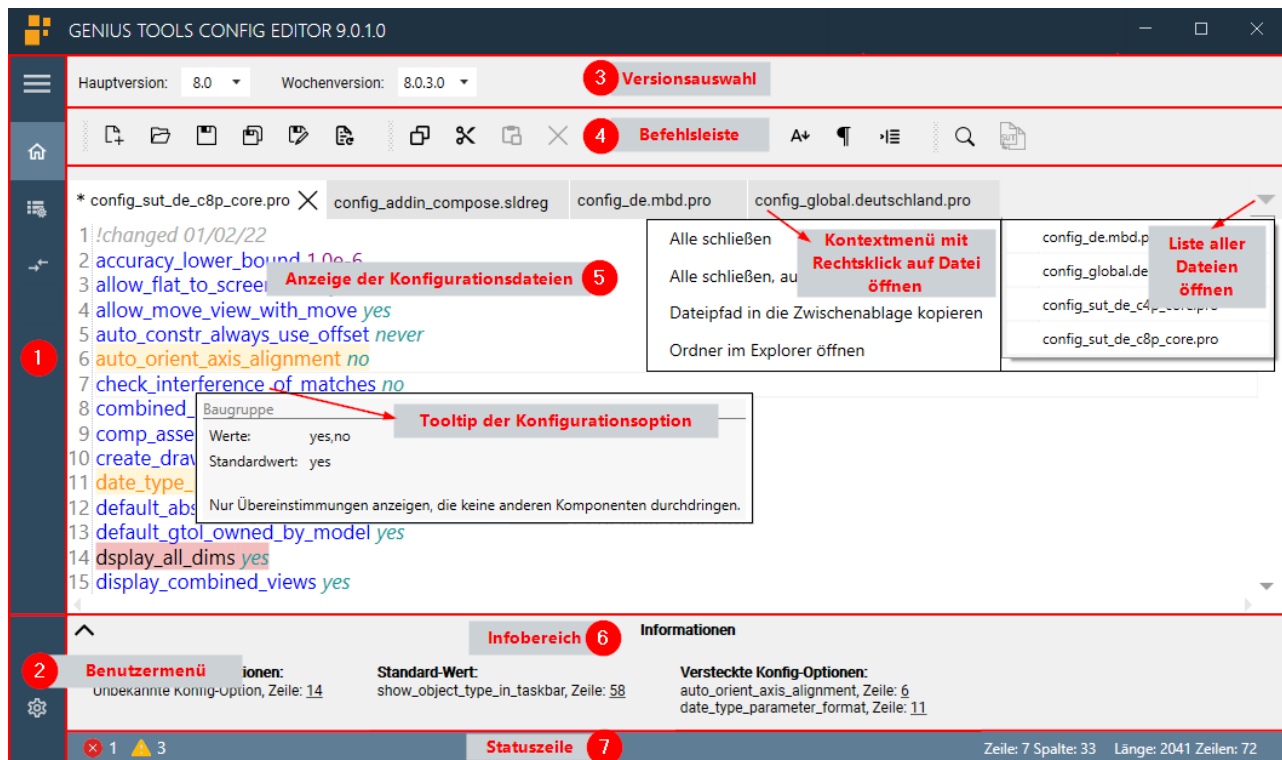 GENIUS TOOLS CONFIG EDITOR 9.0.1.0
Hauptversion: 8.0 Wochenversion: 8.0.3.0 3 Versionsauswahl
4 Befehlsleiste
* config_sut_de_c8p_core.pro config_addin_compose.sldreg config_de.mbd.pro config_global.deutschland.pro
1 !changed 01/02/22
2 accuracy_lower_bound 1.0e-6
3 allow_flat_to_screen
4 allow_move_view_with_move yes
5 auto_constr_always_use_offset never
6 auto_orient_axis_alignment no
7 check_interference_of_matches no
8 combined_
9 comp_asse
10 create_drav
11 date_type_
12 default_abs
13 default_gtol_owned_by_model yes
14 dsplay_all_dims yes
15 display_combined_views yes
Anzeige der Konfigurationsdateien 5
Alle schließen
Alle schließen, au
Dateipfad in die Zwischenablage kopieren
Ordner im Explorer öffnen
Kontextmenü mit
Rechtsklick auf Datei
öffnen
config_de.mbd.p
config_global.de
config_sut_de_c4p_core.pro
config_sut_de_c8p_core.pro
Liste aller
Dateien
öffnen
1
Baugruppe
Werte: yes,no
Standardwert: yes
Nur Übereinstimmungen anzeigen, die keine anderen Komponenten durchdringen.
Tooltip der Konfigurationsoption
Infobereich 6 Informationen
2 Benutzermenü
ionen:
Unbekannte Konfig-Option, Zeile: 14
Standard-Wert:
show_object_type_in_taskbar, Zeile: 58
Versteckte Konfig-Optionen:
auto_orient_axis_alignment, Zeile: 6
date_type_parameter_format, Zeile: 11
1 3 Statuszeile 7 Zeile: 7 Spalte: 33 Länge: 2041 Zeilen: 72